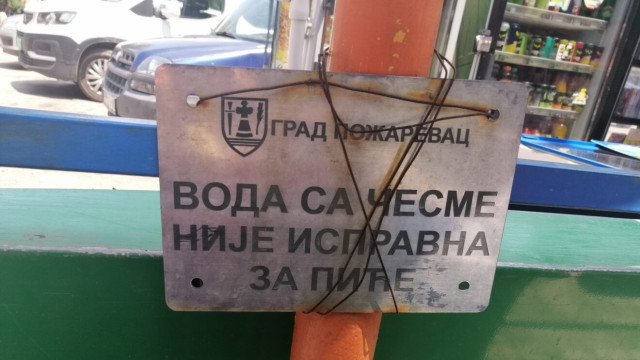 ГРАД ПОЖАРЕВАЦ
ВОДА СА ЧЕСМЕ
НИЈЕ ИСПРАВНА
ЗА ПИЋЕ